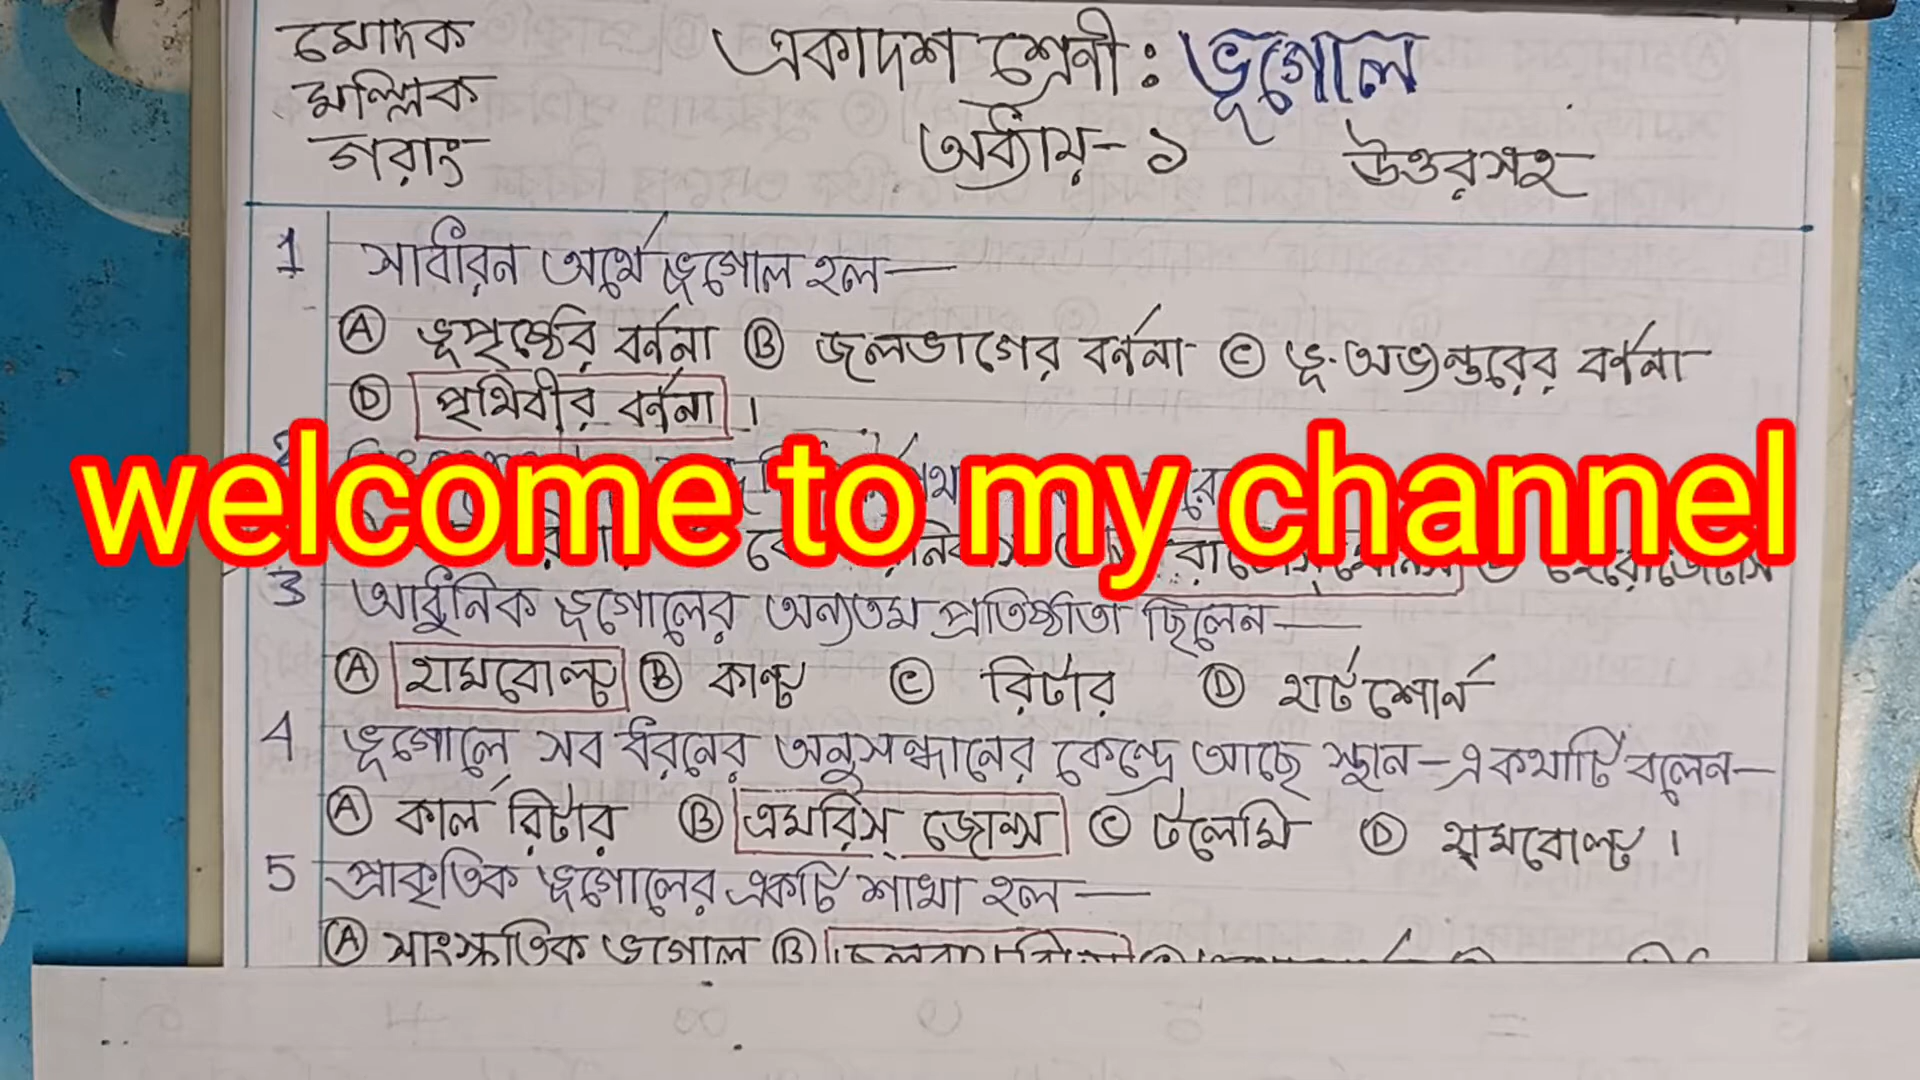 মোদক
মল্লিক
গরাং
একাদশ শ্রেনী: ভূগোল
অধ্যায়- ১ উত্তরসহ
1 সাধারন অর্থে ভূগোল হল—
Ⓐ ভূপৃষ্ঠের বর্ননা Ⓑ জলভাগের বর্ননা Ⓒ ভূ-অভ্যন্তরের বর্ননা
Ⓓ পৃথিবীর বর্ননা ।
welcome to my channel
3 আধুনিক ভূগোলের অন্যতম প্রতিষ্ঠাতা ছিলেন—
Ⓐ হামবোল্ট Ⓑ কান্ট Ⓒ রিটার Ⓓ হার্টশোর্ন
4 ভূগোলে সব ধরনের অনুসন্ধানের কেন্দ্রে আছে স্থান-একথাটি বলেন-
Ⓐ কার্ল রিটার Ⓑ এমরিস্ জোন্স Ⓒ টলেমি Ⓓ হামবোল্ট ।
5 প্রাকৃতিক ভূগোলের একটি শাখা হল—
Ⓐ সাংস্কৃতিক ভূগোল Ⓑ